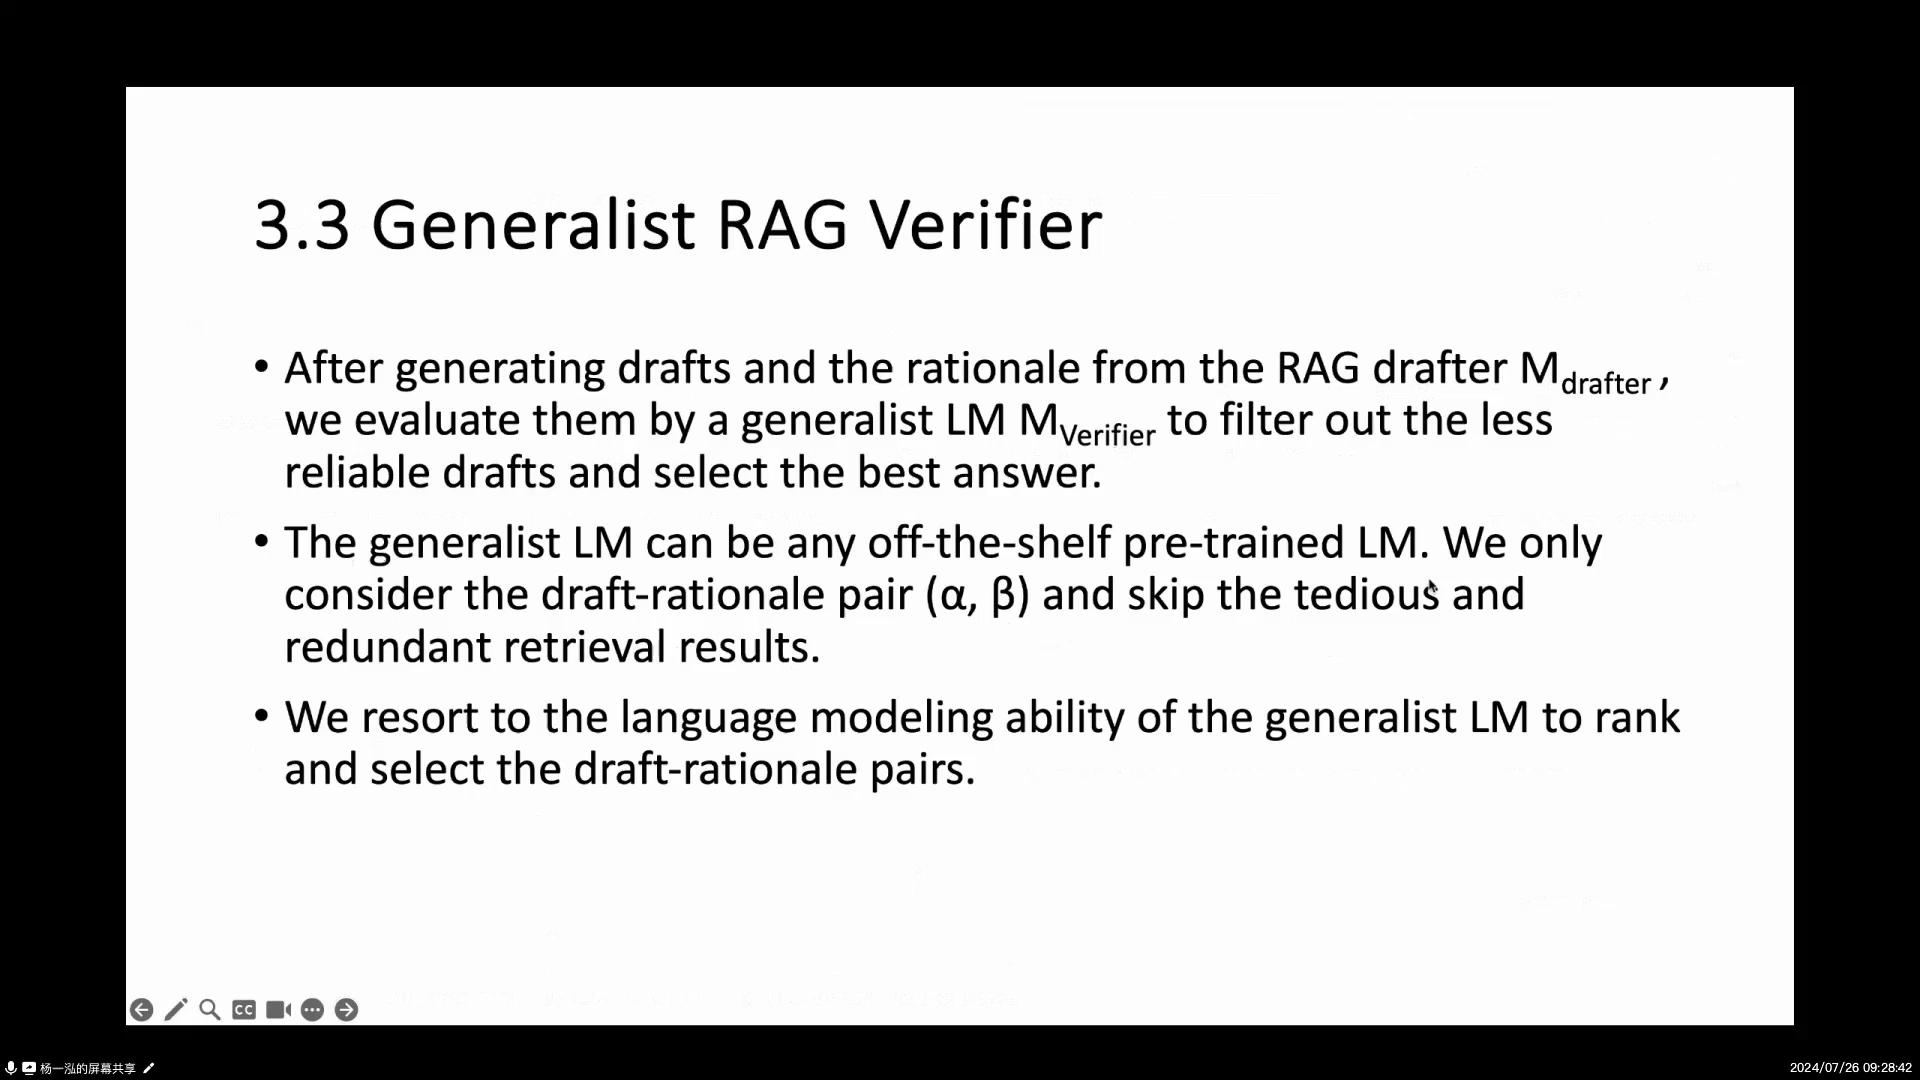 3.3 Generalist RAG Verifier
• After generating drafts and the rationale from the RAG drafter Mdrafter ,
we evaluate them by a generalist LM MVerifier to filter out the less
reliable drafts and select the best answer.
• The generalist LM can be any off-the-shelf pre-trained LM. We only
consider the draft-rationale pair (α, β) and skip the tedious and
redundant retrieval results.
• We resort to the language modeling ability of the generalist LM to rank
and select the draft-rationale pairs.
CC
杨一泓的屏幕共享
2024/07/26 09:28:42